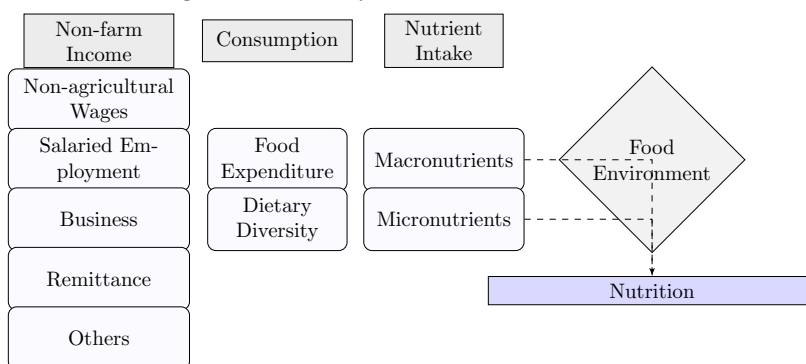 Non-farm
Income
Consumption
Nutrient
Intake
Non-agricultural
Wages
Salaried Em-
ployment
Business
Remittance
Others
Food
Expenditure
Dietary
Diversity
Macronutrients
Micronutrients
Food
Environment
Nutrition